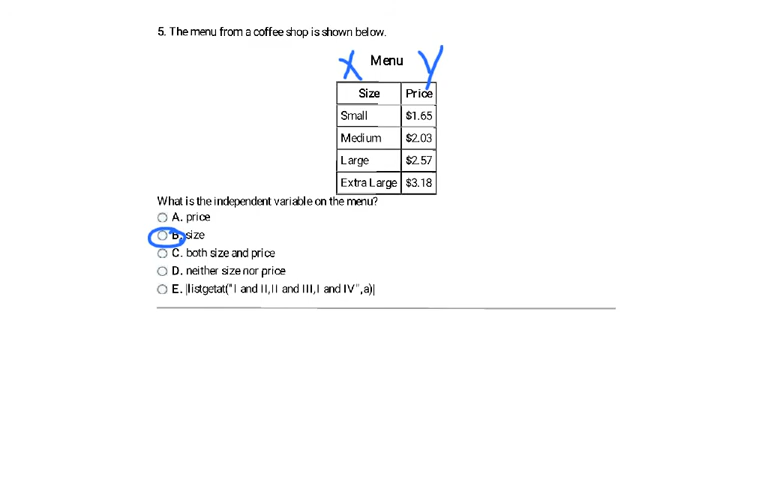 5. The menu from a coffee shop is shown below.
X Menu Y
Size Price
Small $1.65
Medium $2.03
Large $2.57
Extra Large $3.18
What is the independent variable on the menu?
A. price
B. size
C. both size and price
D. neither size nor price
E. |listgetat("I and II,II and III,I and IV",a)|